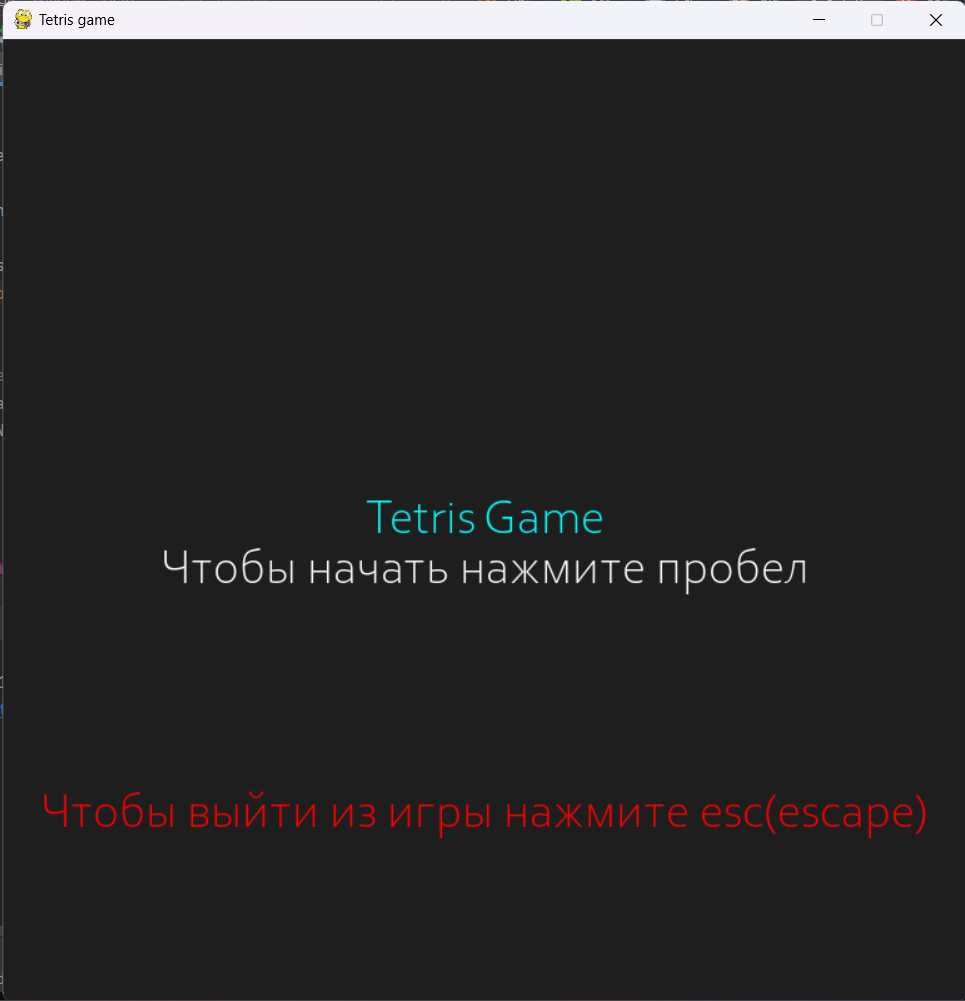 Tetris game
Tetris Game
Чтобы начать нажмите пробел
Чтобы выйти из игры нажмите esc(escape)